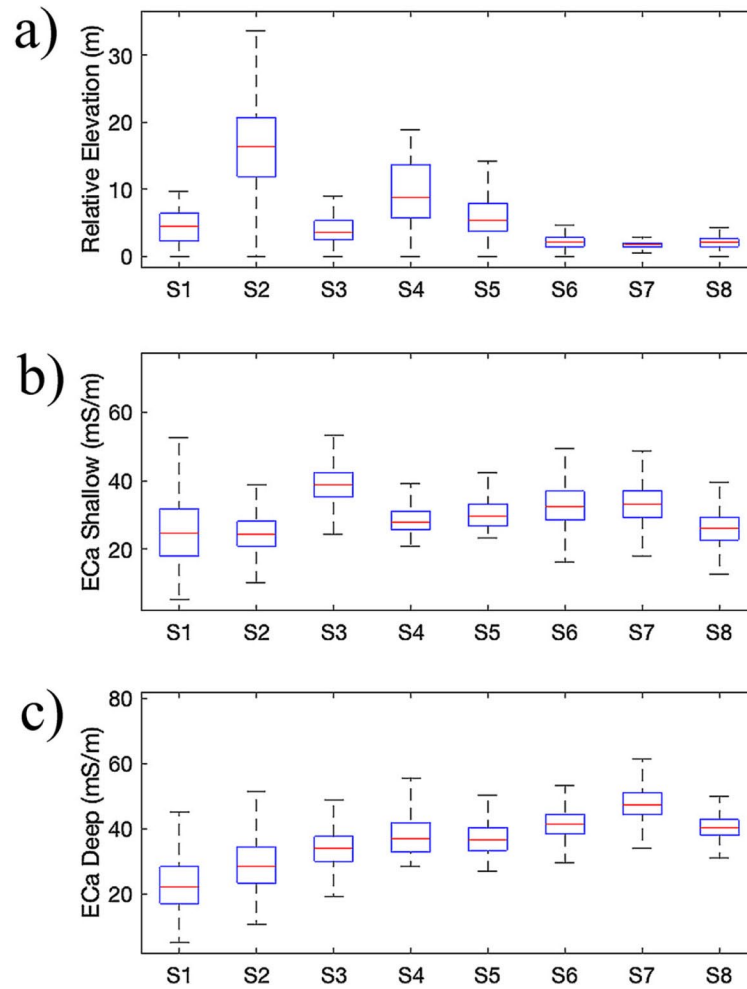 a)
Relative Elevation (m)
30
20
10
0
S1 S2 S3 S4 S5 S6 S7 S8
b)
ECa Shallow (mS/m)
60
40
20
S1 S2 S3 S4 S5 S6 S7 S8
c)
ECa Deep (mS/m)
80
60
40
20
S1 S2 S3 S4 S5 S6 S7 S8